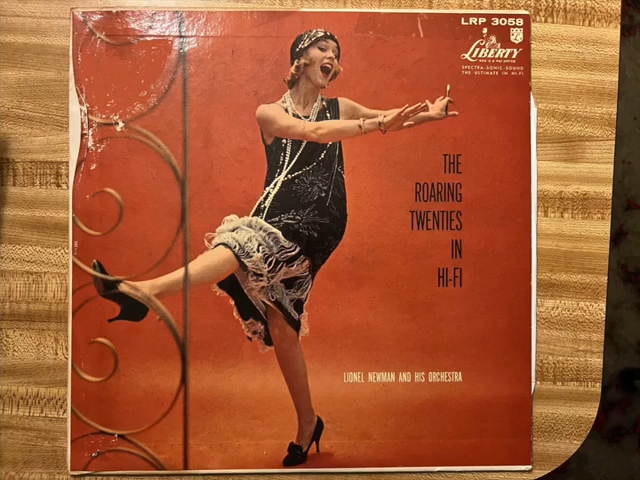 LRP 3058
LIBERTY
SPECTRA-SONIC-SOUND
THE ULTIMATE IN HI-FI
THE
ROARING
TWENTIES
IN
HI-FI
LIONEL NEWMAN AND HIS ORCHESTRA